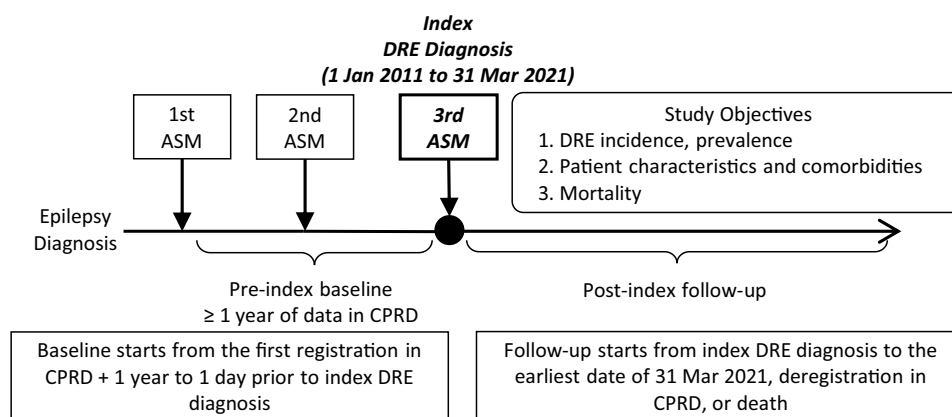 Index
DRE Diagnosis
(1 Jan 2011 to 31 Mar 2021)
1st
ASM
2nd
ASM
3rd
ASM
Study Objectives
1. DRE incidence, prevalence
2. Patient characteristics and comorbidities
3. Mortality
Epilepsy
Diagnosis
Pre-index baseline
≥ 1 year of data in CPRD
Post-index follow-up
Baseline starts from the first registration in
CPRD + 1 year to 1 day prior to index DRE
diagnosis
Follow-up starts from index DRE diagnosis to the
earliest date of 31 Mar 2021, deregistration in
CPRD, or death